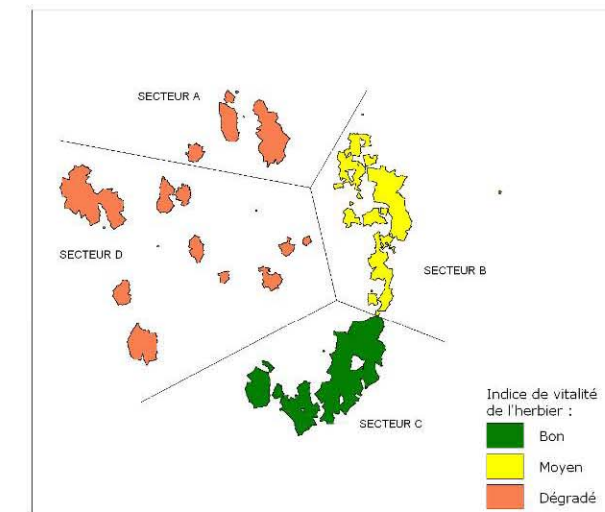 SECTEUR A
SECTEUR D
SECTEUR B
SECTEUR C
Indice de vitalité
de l'herbier :
Bon
Moyen
Dégradé